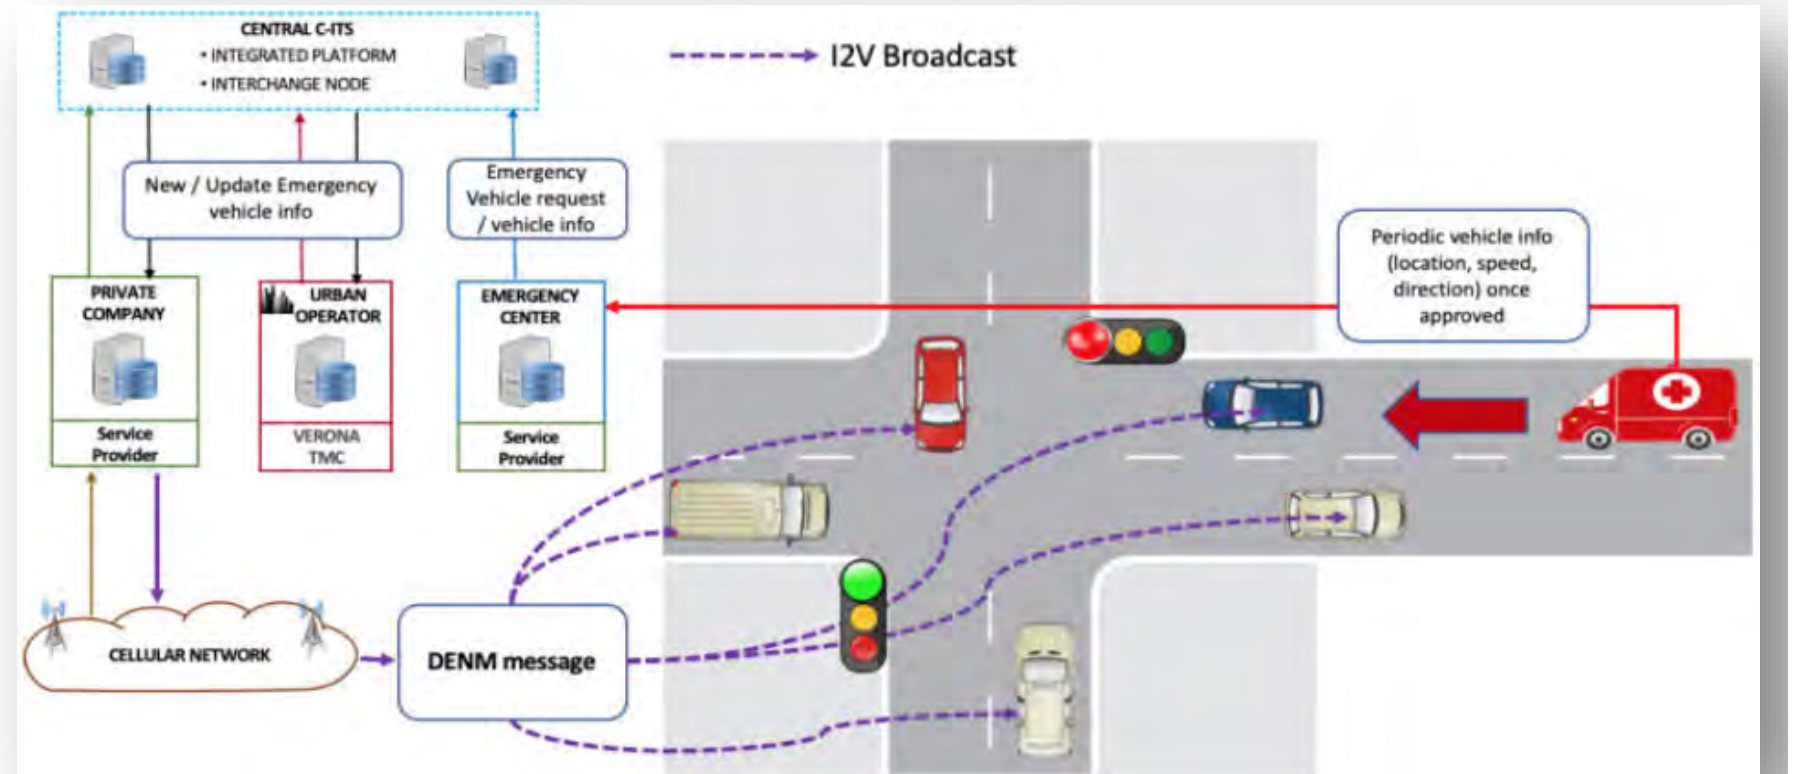 CENTRAL C-ITS
• INTEGRATED PLATFORM
• INTERCHANGE NODE
I2V Broadcast
New / Update Emergency
vehicle info
Emergency
Vehicle request
/ vehicle info
Periodic vehicle info
(location, speed,
direction) once
approved
PRIVATE
COMPANY
Service
Provider
URBAN
OPERATOR
VERONA
TMC
EMERGENCY
CENTER
Service
Provider
CELLULAR NETWORK
DENM message